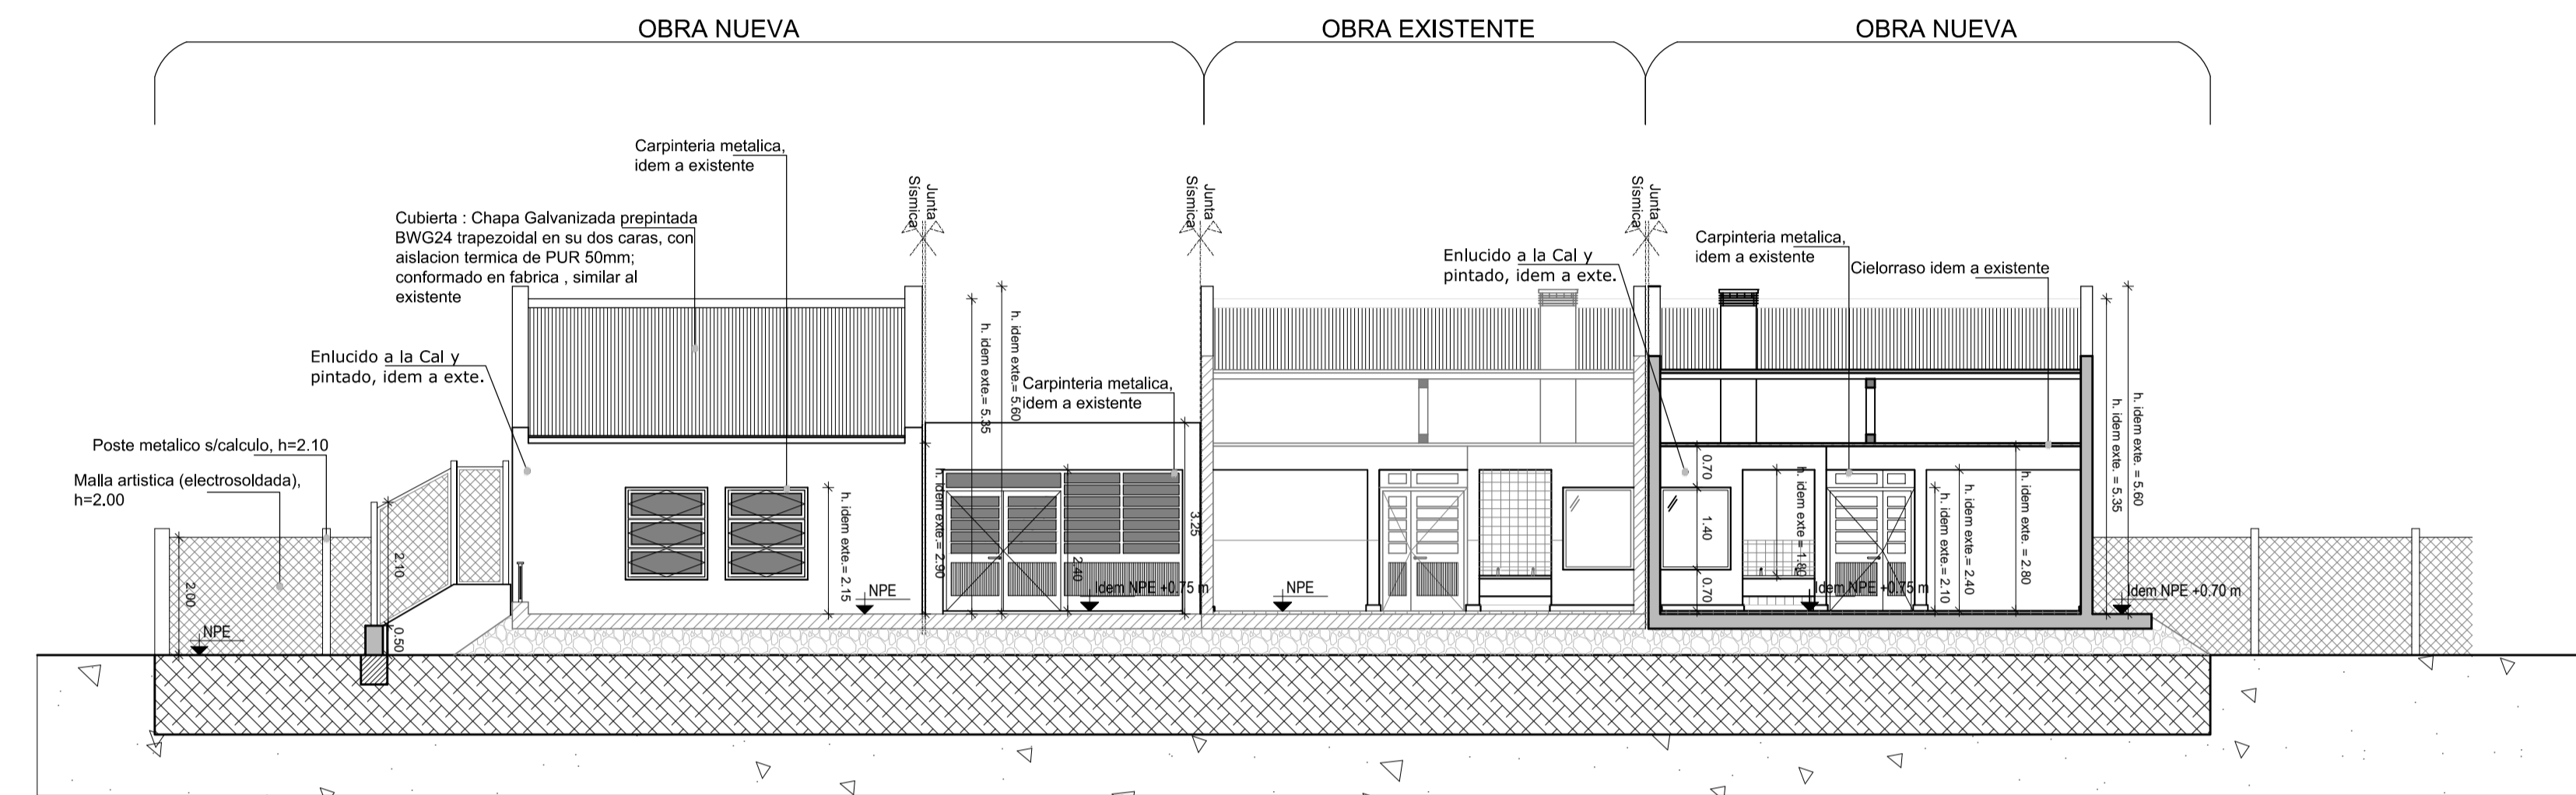 OBRA NUEVA
OBRA EXISTENTE
OBRA NUEVA
Carpinteria metalica,
idem a existente
Cubierta : Chapa Galvanizada prepintada
BWG24 trapezoidal en su dos caras, con
aislacion termica de PUR 50mm;
conformado en fabrica , similar al
existente
Enlucido a la Cal y
pintado, idem a exte.
Poste metalico s/calculo, h=2.10
Malla artistica (electrosoldada),
h=2.00
Junta
Sísmica
Junta
Sísmica
Junta
Sísmica
Carpinteria metalica,
idem a existente
Enlucido a la Cal y
pintado, idem a exte.
Carpinteria metalica,
idem a existente
Cielorraso idem a existente
2.00
NPE
2.10
0.50
h. idem exte.= 2.15
NPE
h. idem exte.= 2.90
h. idem exte.= 5.35
h. idem exte.= 5.60
2.40
Idem NPE +0.75 m
3.25
NPE
0.70
1.40
0.70
h. idem exte = 1.80
Idem NPE +0.75 m
h. idem exte.= 2.10
h. idem exte.= 2.40
h. idem exte. = 2.80
h. idem exte. = 5.35
h. idem exte. = 5.60
Idem NPE +0.70 m